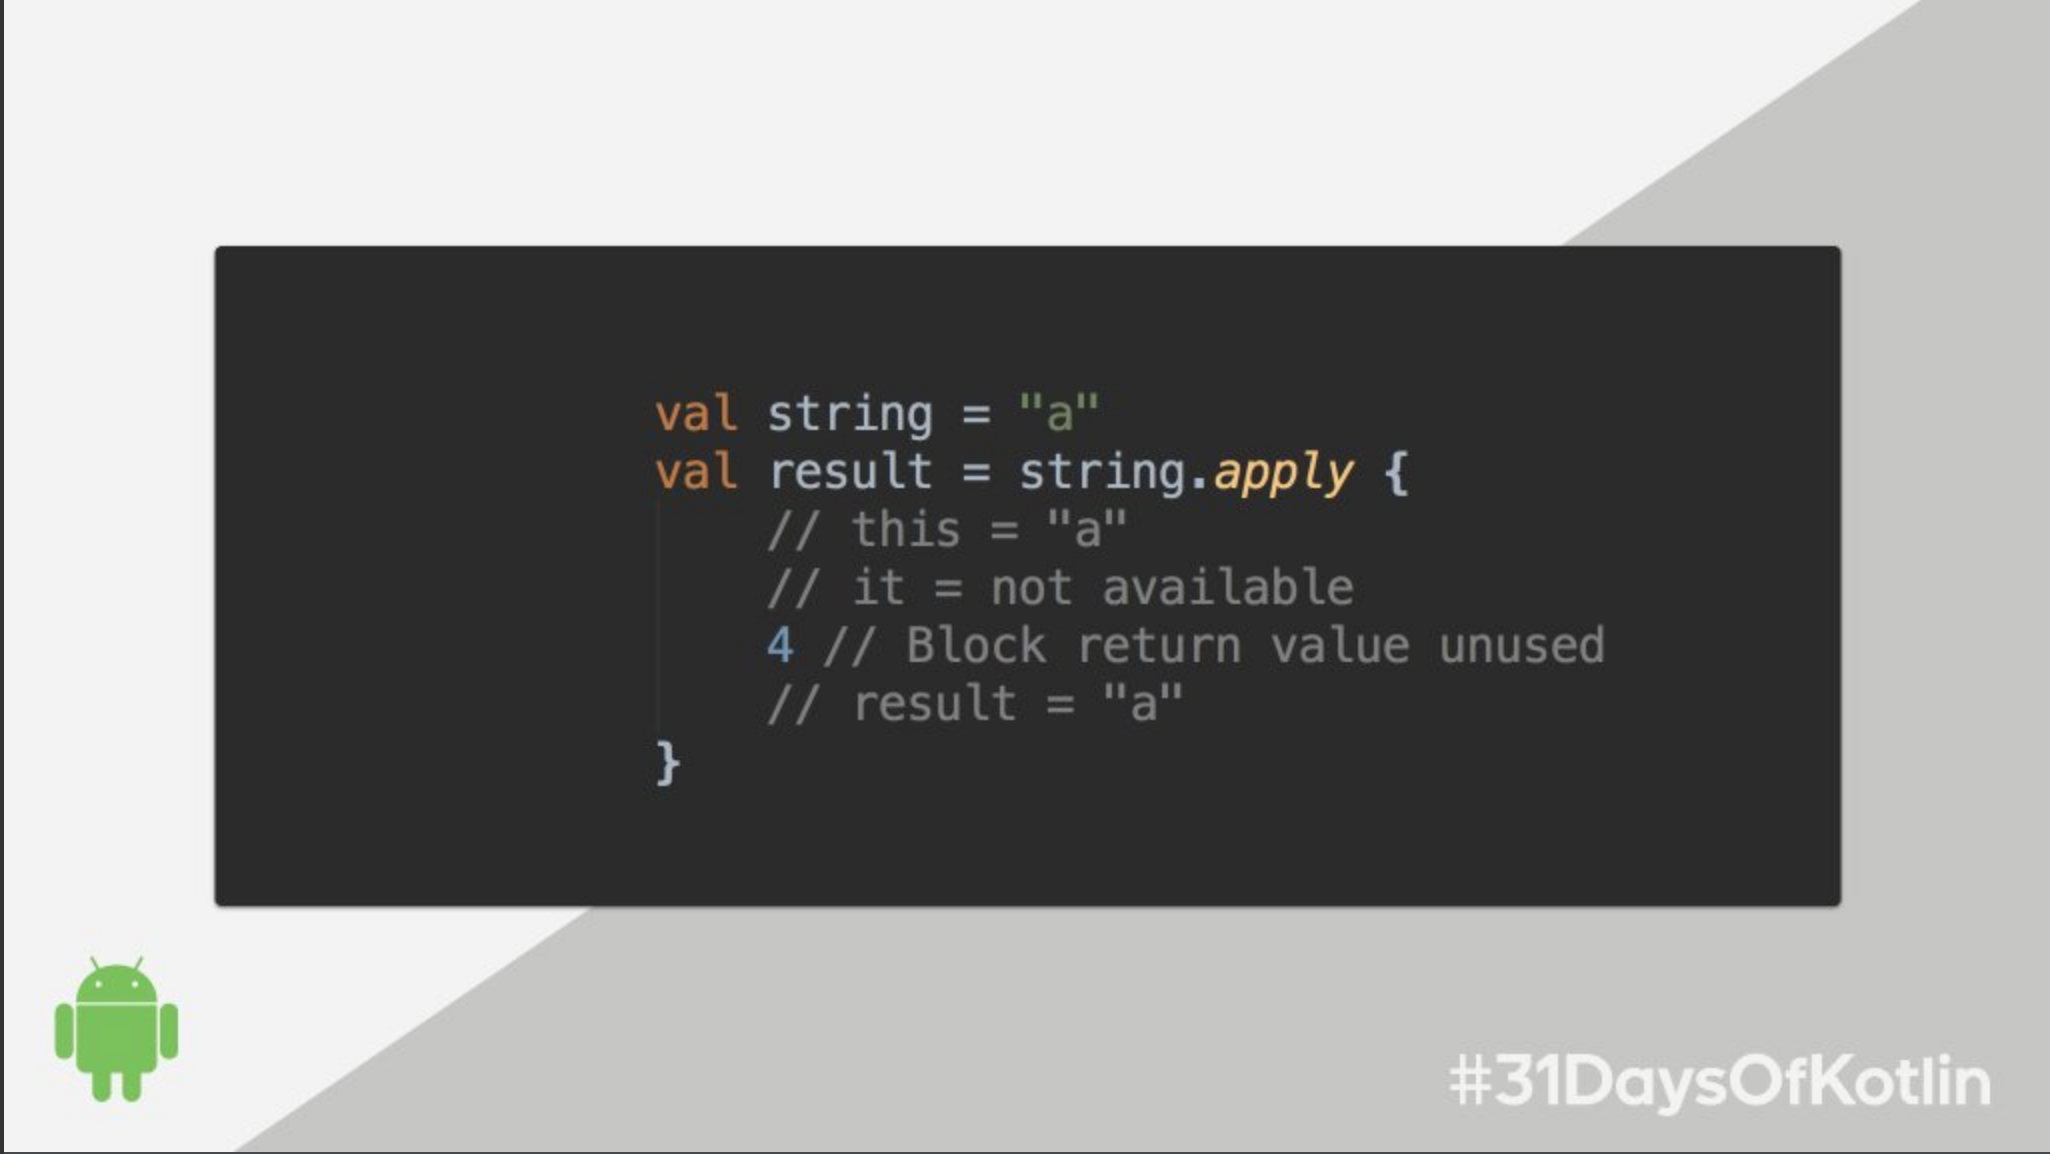 val string = "a"
val result = string.apply {
    // this = "a"
    // it = not available
    4 // Block return value unused
    // result = "a"
}
#31DaysOfKotlin